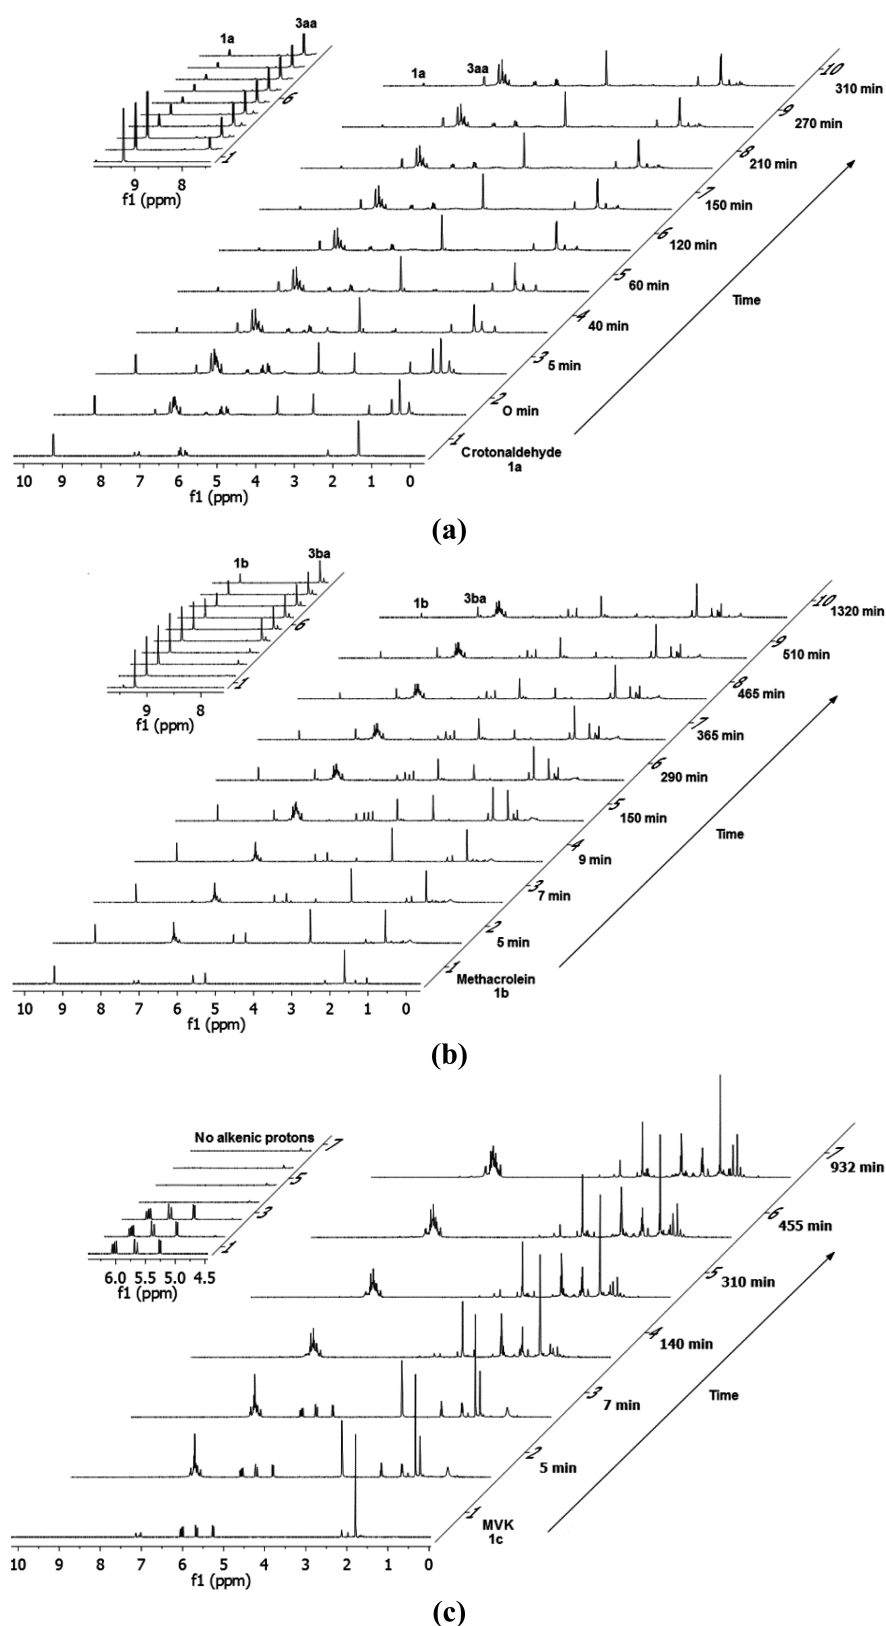 3aa
1a
-6
-1
9 8
f1 (ppm)
1a 3aa
-10
310 min
-9
270 min
-8
210 min
-7
150 min
-6
120 min
-5
60 min
-4
40 min
-3
5 min
-2
O min
-1
Crotonaldehyde
1a
Time
10 9 8 7 6 5 4 3 2 1 0
f1 (ppm)
(a)
3ba
1b
-6
-1
9 8
f1 (ppm)
1b 3ba
-10
1320 min
-9
510 min
-8
465 min
-7
365 min
-6
290 min
-5
150 min
-4
9 min
-3
7 min
-2
5 min
-1
Methacrolein
1b
Time
10 9 8 7 6 5 4 3 2 1 0
f1 (ppm)
(b)
No alkenic protons
-7
-5
-3
-1
6.0 5.5 5.0 4.5
f1 (ppm)
-7
932 min
-6
455 min
-5
310 min
-4
140 min
-3
7 min
-2
5 min
-1
MVK
1c
Time
10 9 8 7 6 5 4 3 2 1 0
f1 (ppm)
(c)